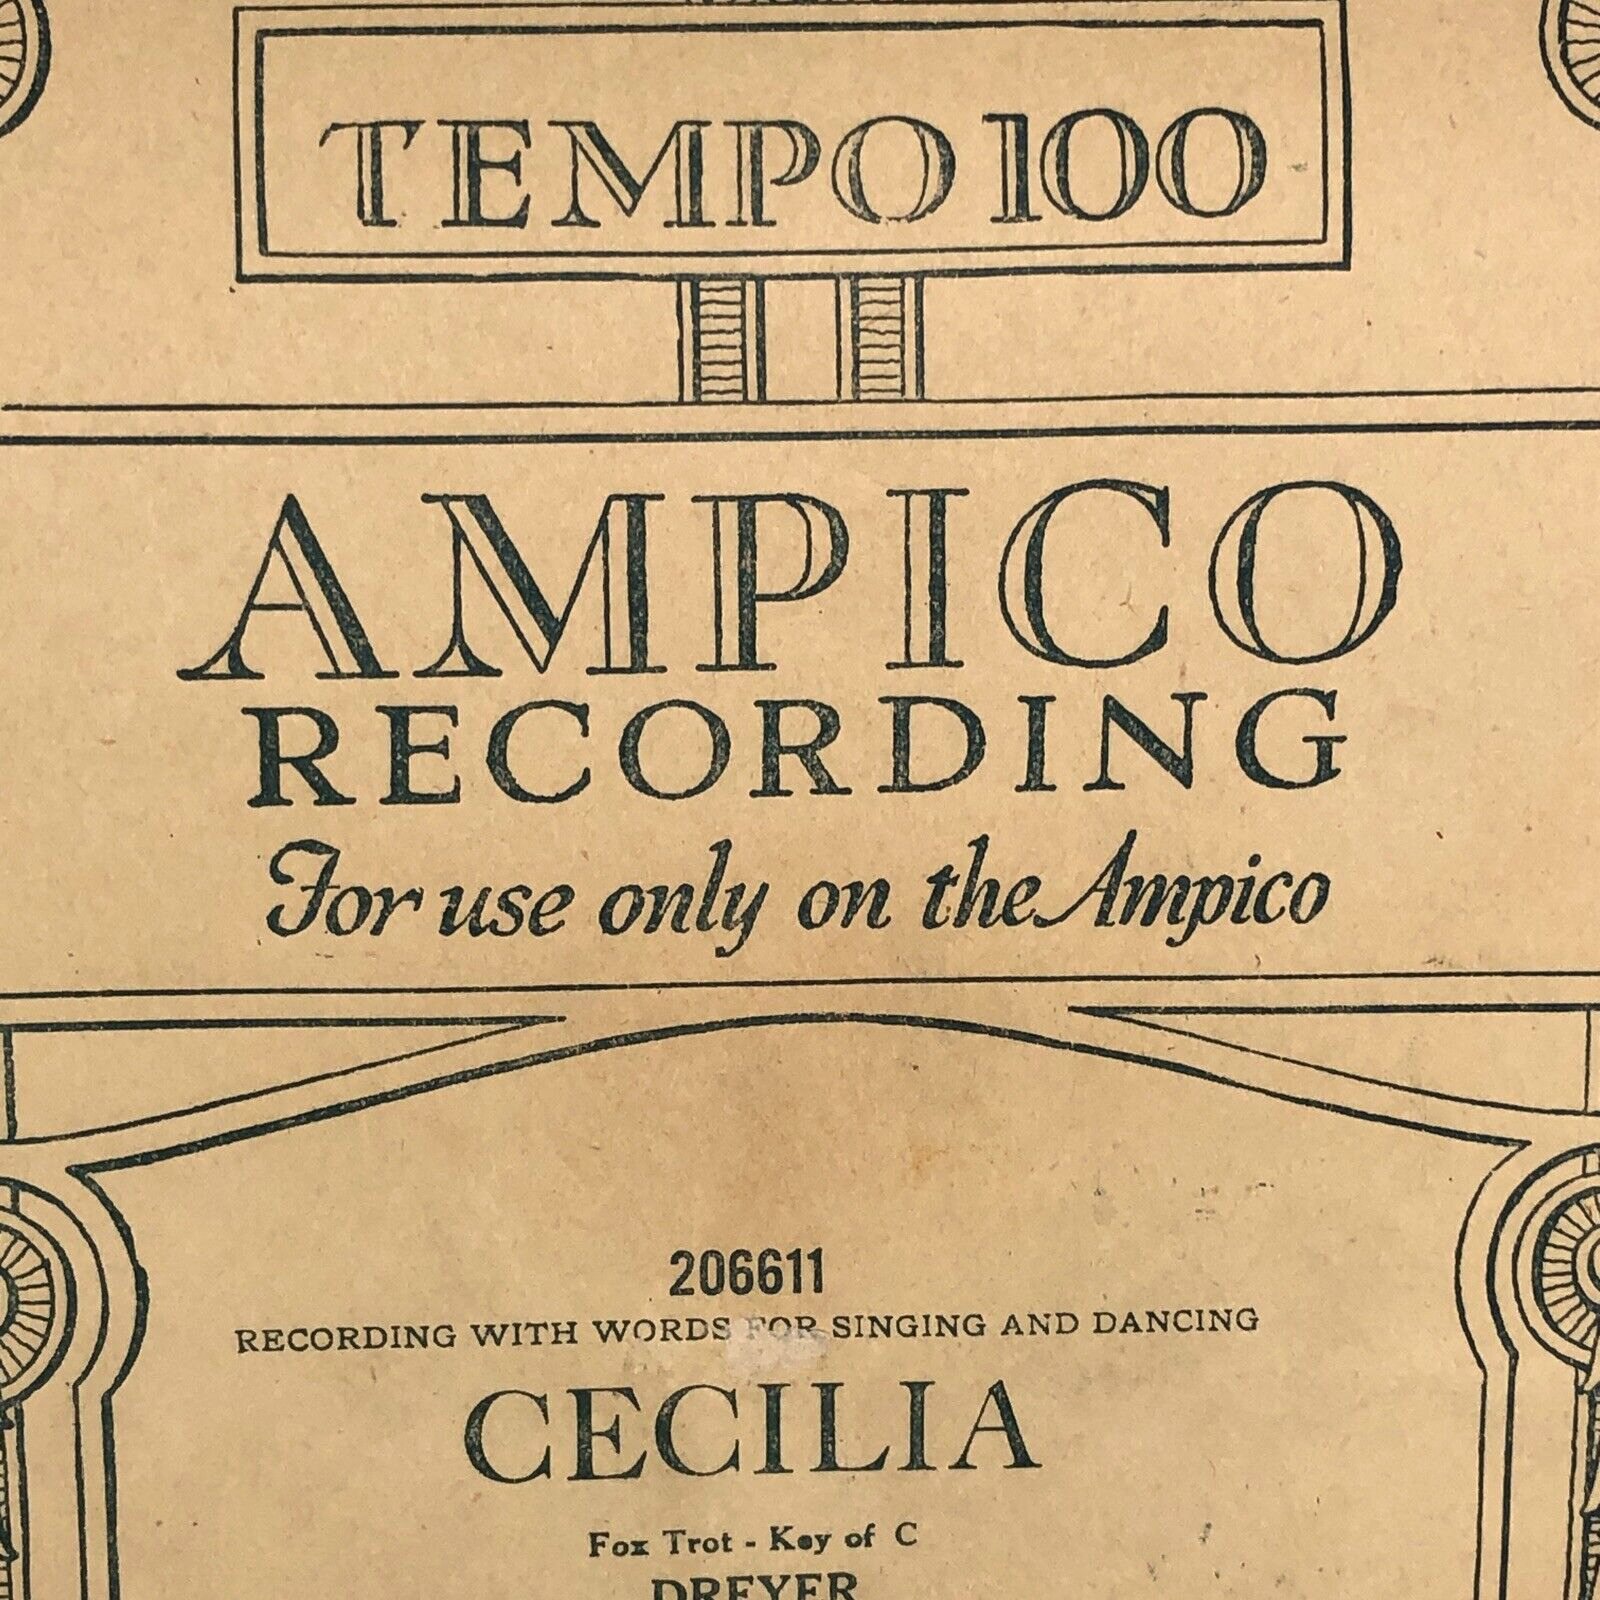 TEMPO 100
AMPICO
RECORDING
For use only on the Ampico
206611
RECORDING WITH WORDS FOR SINGING AND DANCING
CECILIA
Fox Trot - Key of C
DREYER